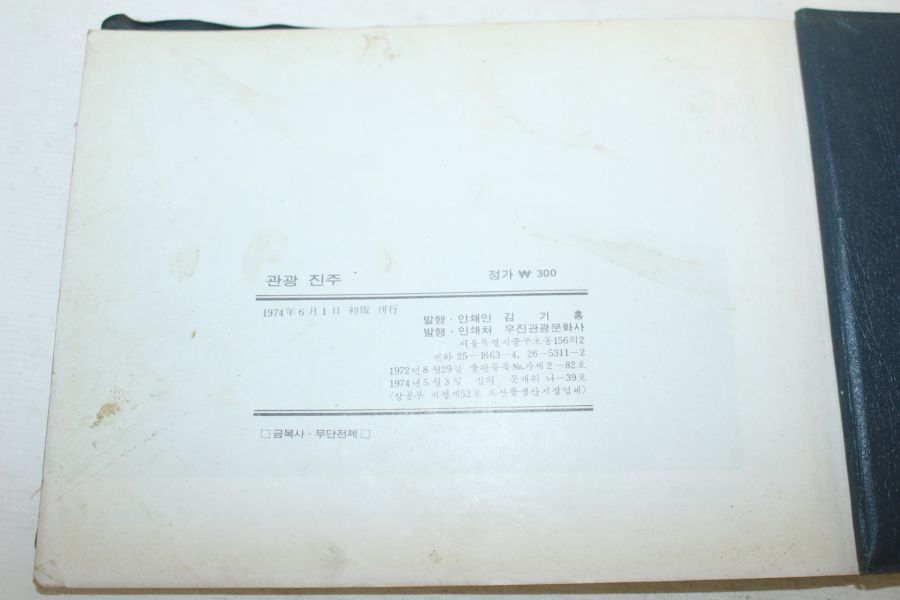 관광 진주 정가 ₩ 300
1974年 6月 1日 初版 刊行
발행·인쇄인 김 기 홍
발행·인쇄처 우진관광문화사
서울특별시중구초동156의2
전화 25-1663-4, 26-5311-2
1972년 8월29일 출판등록No.가제2-82호
1974년 5월 3일 심의 문재위 나-39호
(상공부 지정제52호 토산품생산지정업체)
□금복사·무단전제□